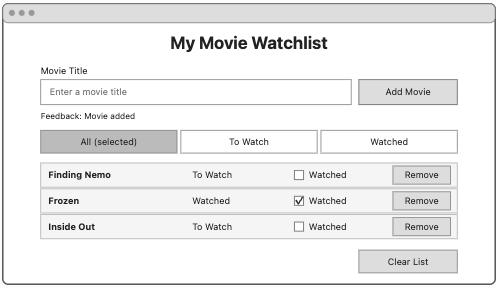 My Movie Watchlist
Movie Title
Enter a movie title
Add Movie
Feedback: Movie added
All (selected)
To Watch
Watched
Finding Nemo To Watch Watched Remove
Frozen Watched Watched Remove
Inside Out To Watch Watched Remove
Clear List